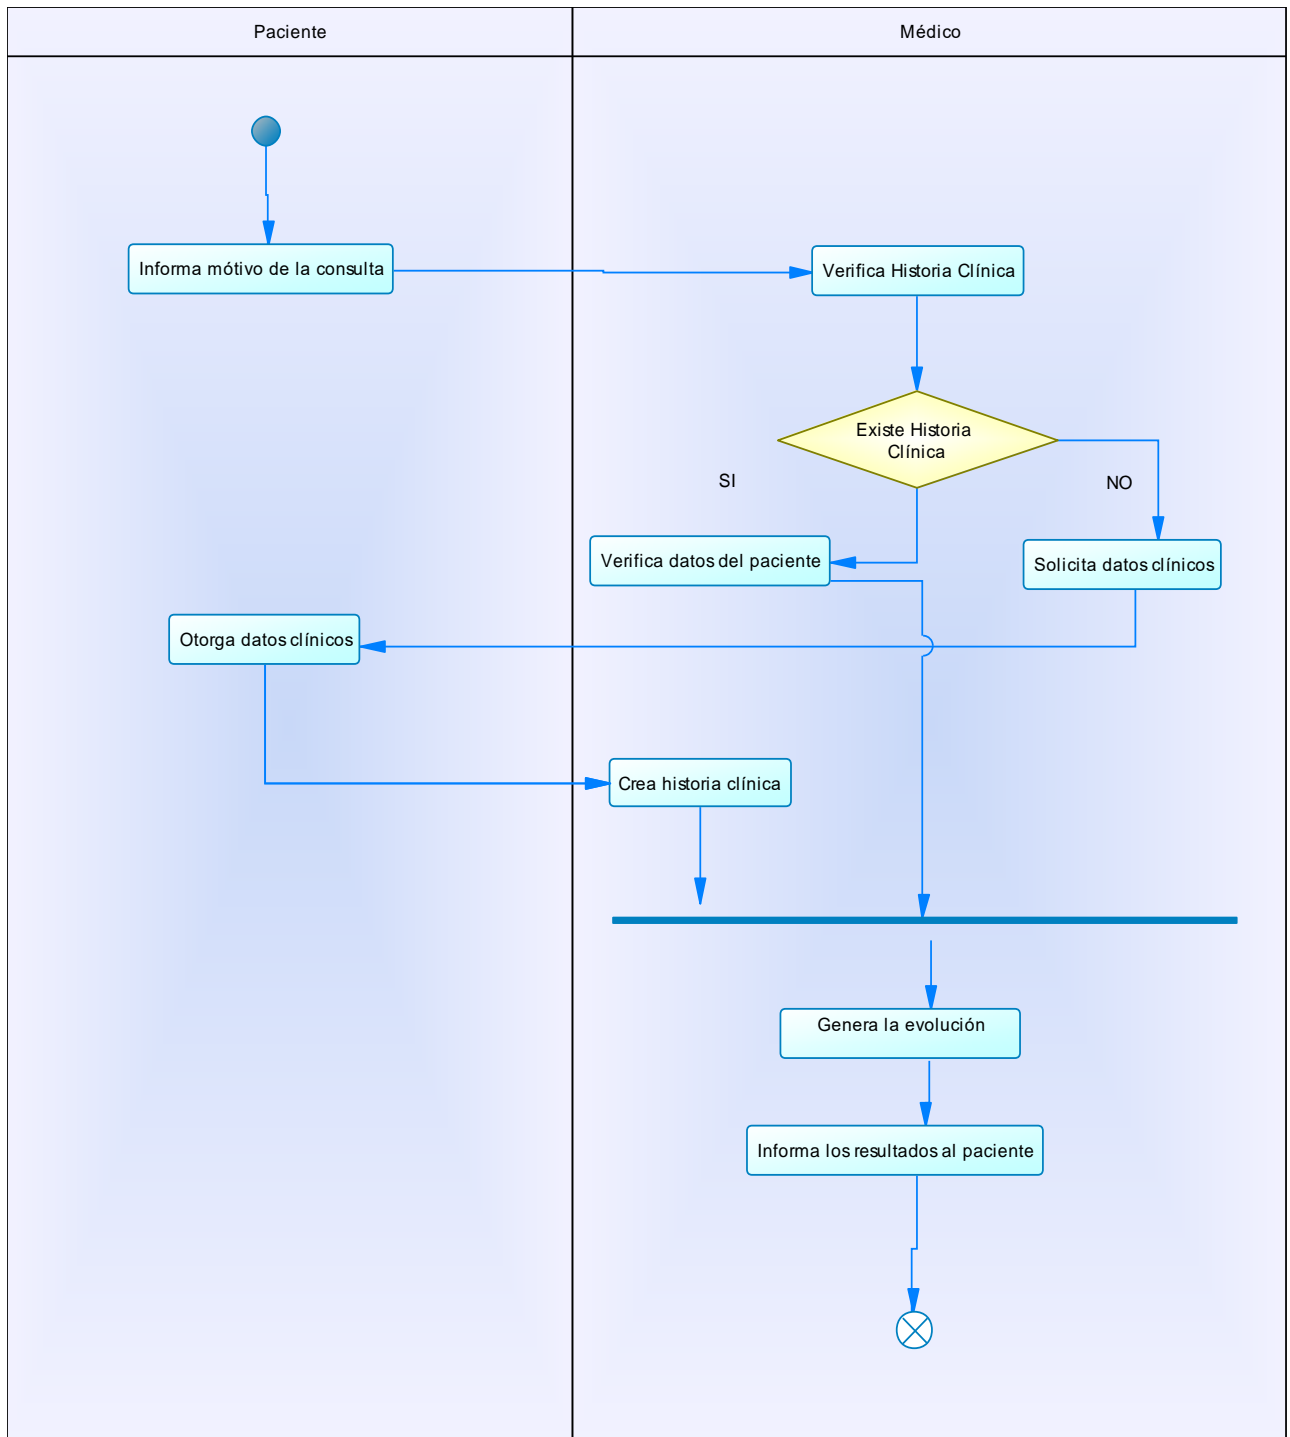 Paciente
Médico
Informa mótivo de la consulta
Verifica Historia Clínica
Existe Historia
Clínica
SI
NO
Verifica datos del paciente
Solicita datos clínicos
Otorga datos clínicos
Crea historia clínica
Genera la evolución
Informa los resultados al paciente